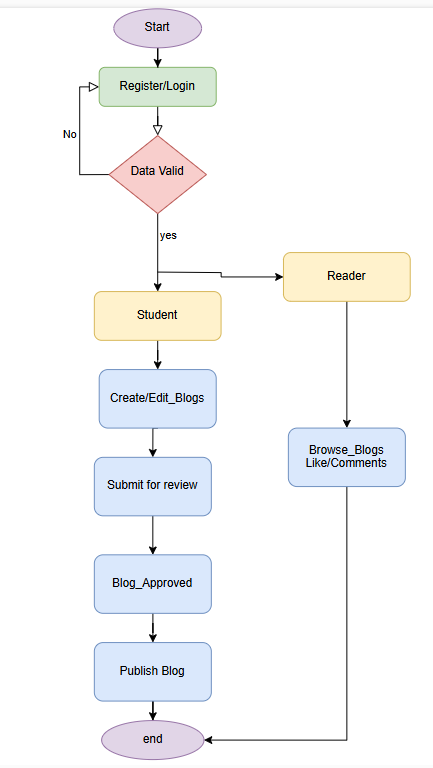 Start
Register/Login
No
Data Valid
yes
Reader
Student
Create/Edit_Blogs
Browse_Blogs
Like/Comments
Submit for review
Blog_Approved
Publish Blog
end